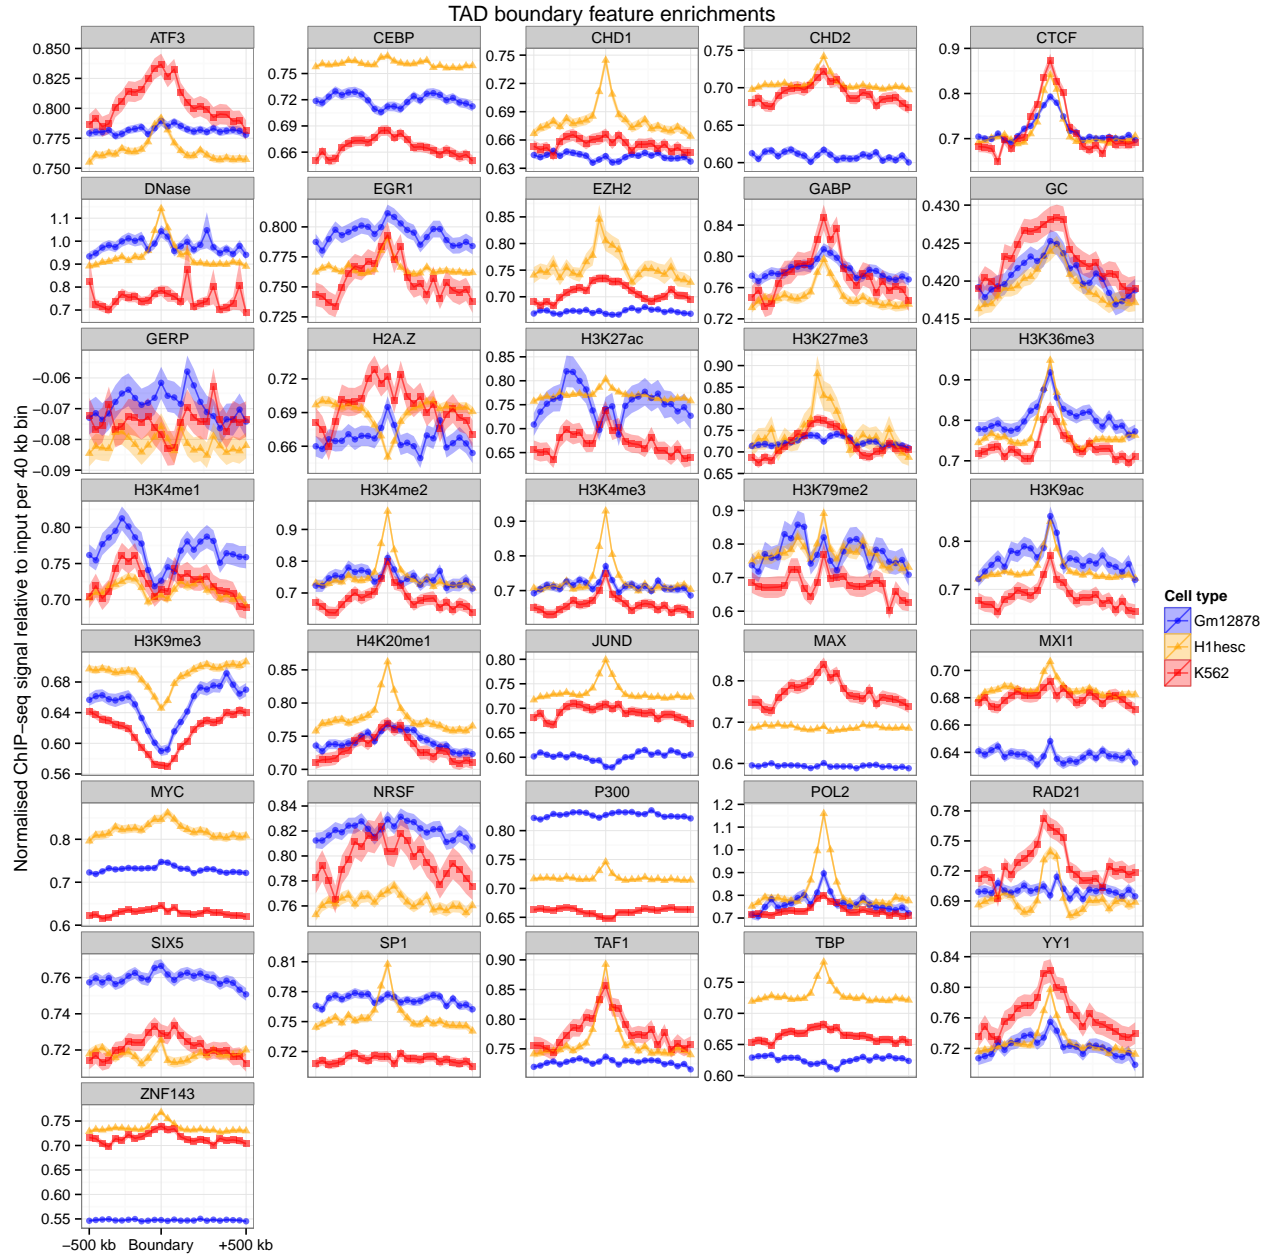 TAD boundary feature enrichments
ATF3 CEBP CHD1 CHD2 CTCF
0.850 0.825 0.800 0.775 0.750
0.75 0.72 0.69 0.66
0.75 0.72 0.69 0.66 0.63
0.75 0.70 0.65 0.60
0.9 0.8 0.7
DNase EGR1 EZH2 GABP GC
1.1 1.0 0.9 0.8 0.7
0.800 0.775 0.750 0.725
0.85 0.80 0.75 0.70
0.84 0.80 0.76 0.72
0.430 0.425 0.420 0.415
GERP H2A.Z H3K27ac H3K27me3 H3K36me3
−0.06 −0.07 −0.08 −0.09
0.72 0.69 0.66
0.85 0.80 0.75 0.70 0.65
0.90 0.85 0.80 0.75 0.70 0.65
0.9 0.8 0.7
H3K4me1 H3K4me2 H3K4me3 H3K79me2 H3K9ac
0.80 0.75 0.70
0.9 0.8 0.7
0.9 0.8 0.7
0.9 0.8 0.7 0.6
0.8 0.7
H3K9me3 H4K20me1 JUND MAX MXI1
0.68 0.64 0.60 0.56
0.85 0.80 0.75 0.70
0.80 0.75 0.70 0.65 0.60
0.8 0.7 0.6
0.70 0.68 0.66 0.64
MYC NRSF P300 POL2 RAD21
0.8 0.7 0.6
0.84 0.82 0.80 0.78 0.76
0.80 0.75 0.70 0.65
1.2 1.1 1.0 0.9 0.8 0.7
0.78 0.75 0.72 0.69
SIX5 SP1 TAF1 TBP YY1
0.76 0.74 0.72
0.81 0.78 0.75 0.72
0.90 0.85 0.80 0.75
0.75 0.70 0.65 0.60
0.84 0.80 0.76 0.72
ZNF143
0.75 0.70 0.65 0.60 0.55
−500 kb Boundary +500 kb
Normalised ChIP−seq signal relative to input per 40 kb bin
Cell type
Gm12878
H1hesc
K562